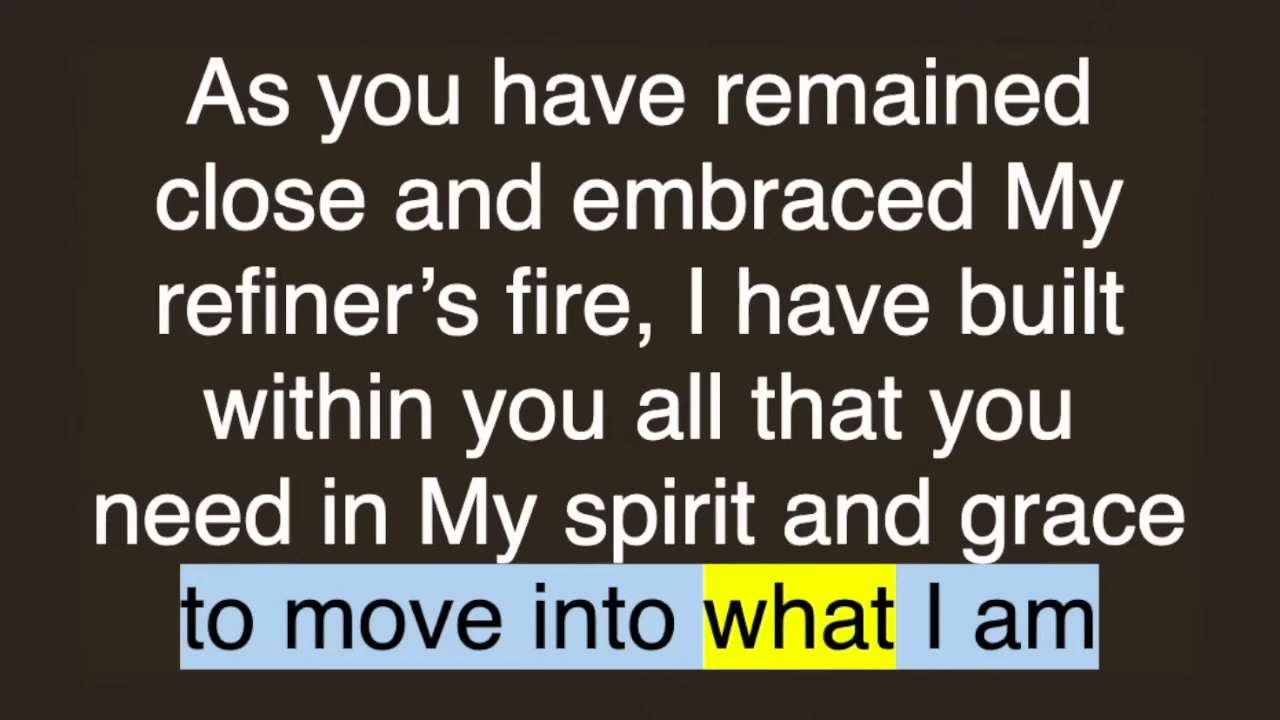 As you have remained
close and embraced My
refiner’s fire, I have built
within you all that you
need in My spirit and grace
to move into what I am